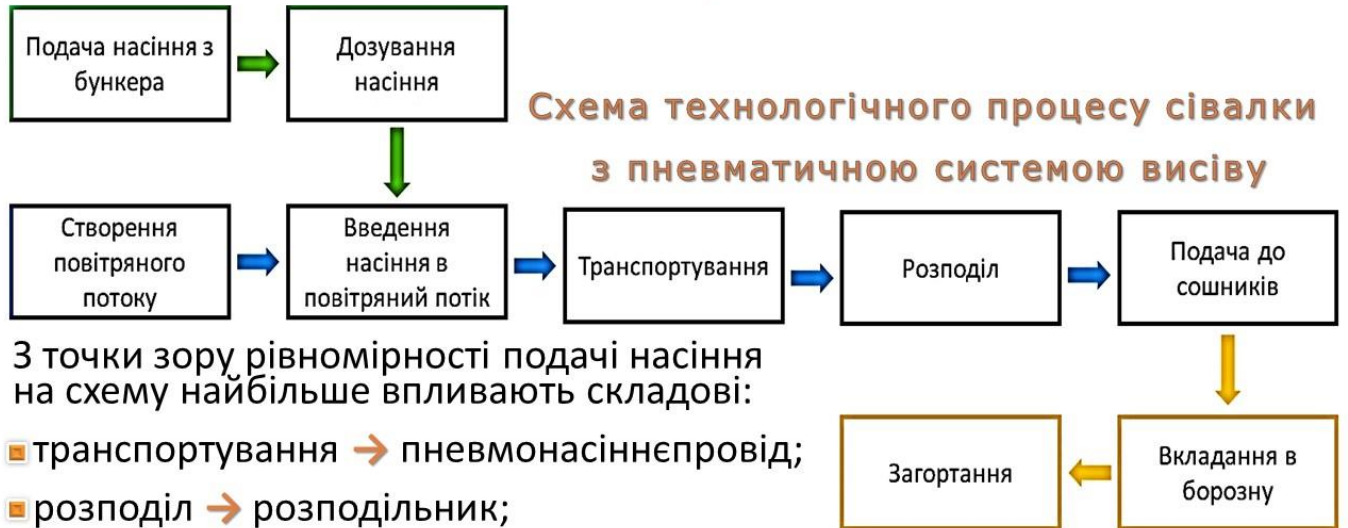 Подача насіння з
бункера
Дозування
насіння
Схема технологічного процесу сівалки
з пневматичною системою висіву
Створення
повітряного
потоку
Введення
насіння в
повітряний потік
Транспортування
Розподіл
Подача до
сошників
З точки зору рівномірності подачі насіння
на схему найбільше впливають складові:
транспортування → пневмонасіннєпровід;
розподіл → розподільник;
Загортання
Вкладання в
борозну